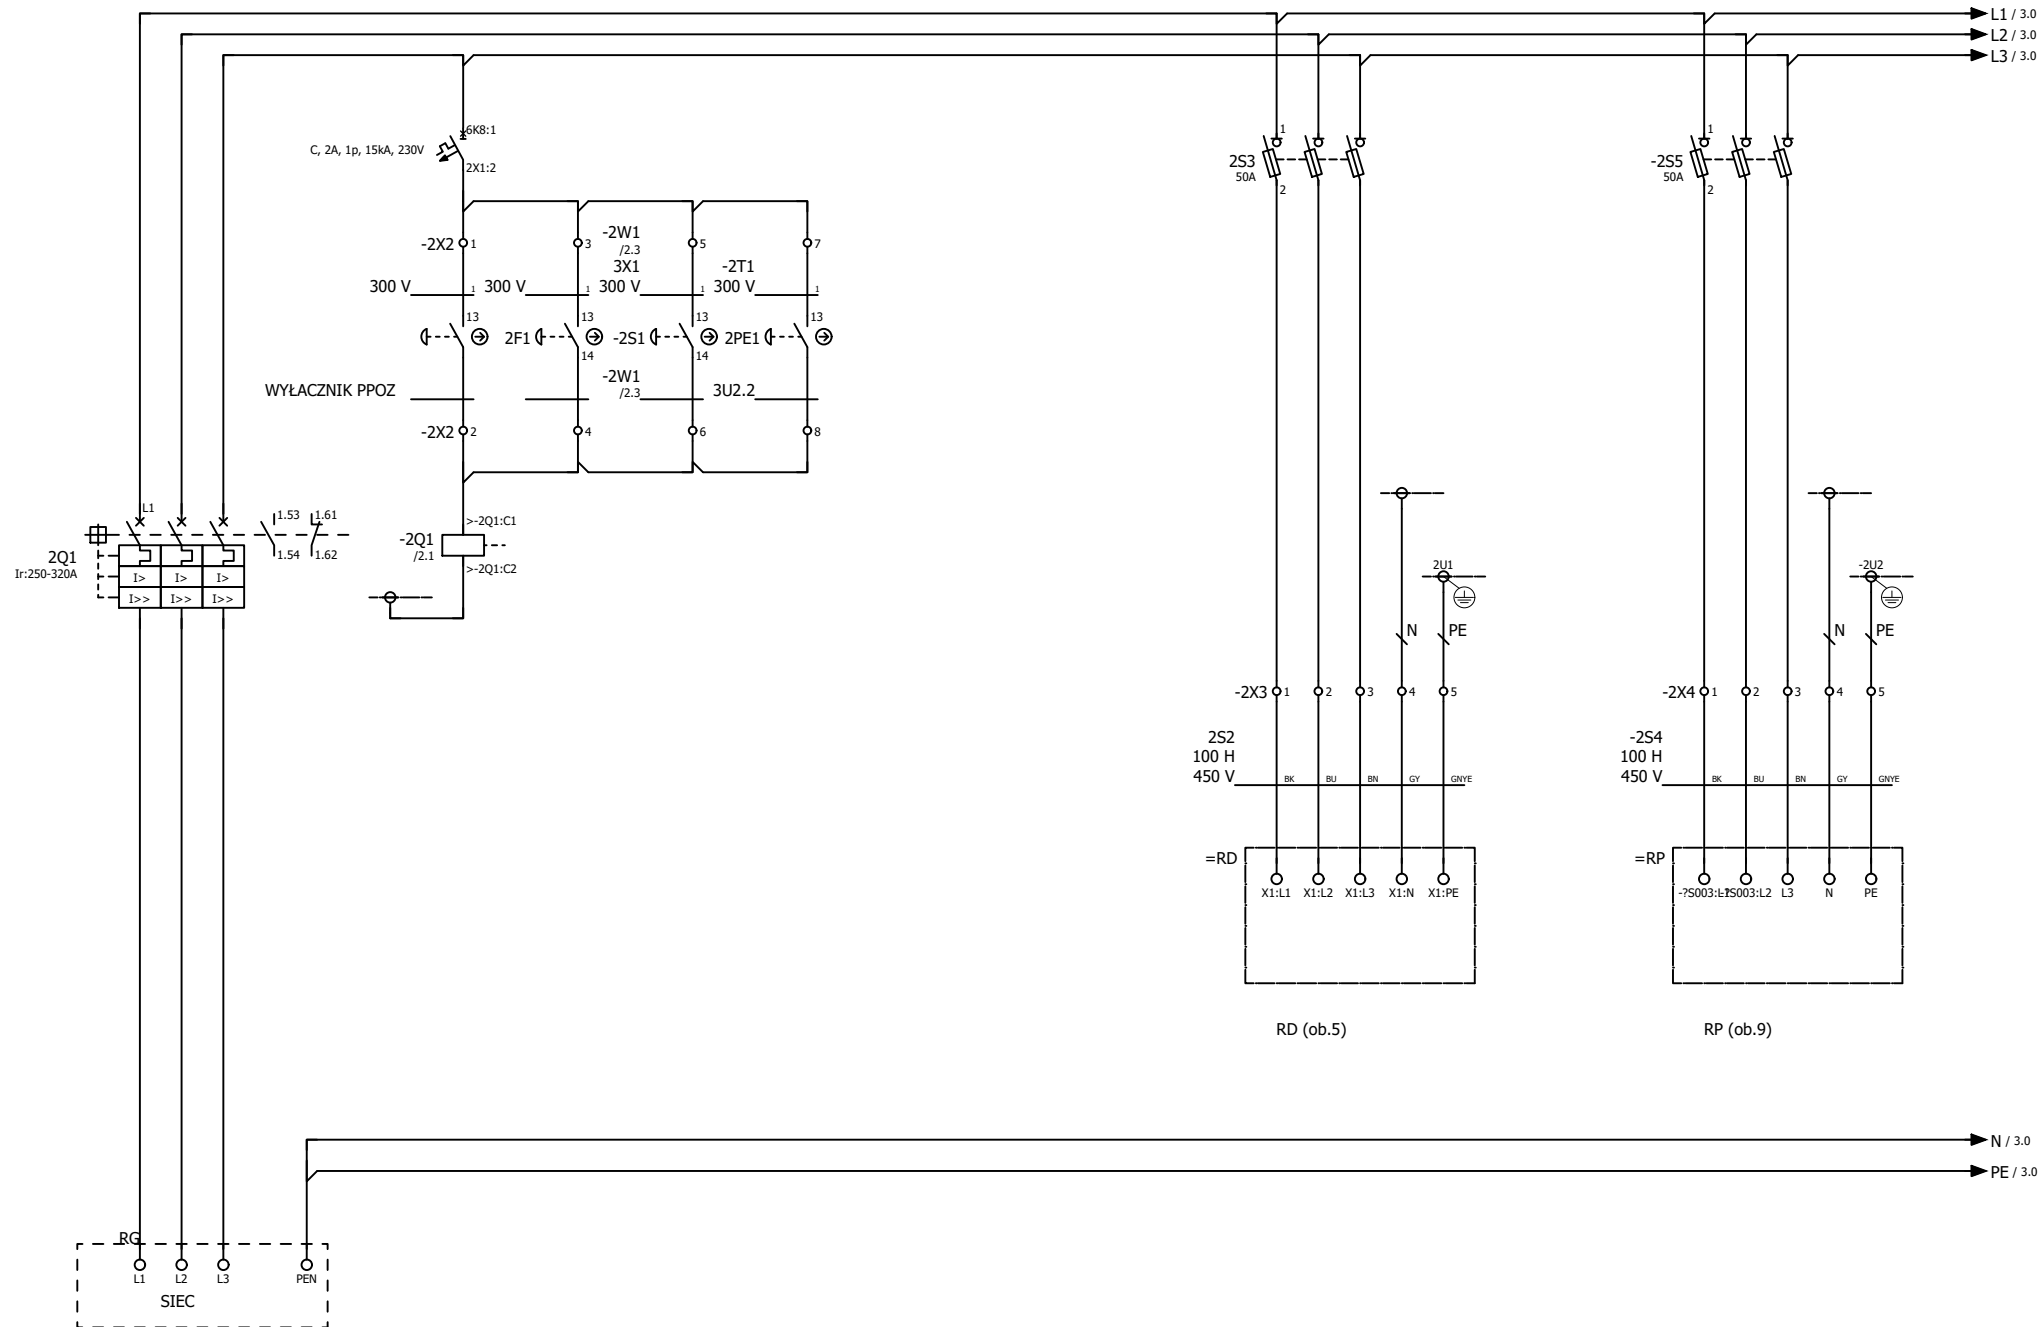 L1 / 3.0
L2 / 3.0
L3 / 3.0
6K8:1
C, 2A, 1p, 15kA, 230V
2X1:2
1
2S3
50A
2
1
-2S5
50A
2
-2X2 1
3
-2W1
/2.3
5
7
3X1
-2T1
300 V 1
300 V 1
300 V 1
300 V 1
13
13
13
13
2F1
-2S1
2PE1
14
14
WYŁACZNIK PPOZ
-2W1
/2.3
3U2.2
-2X2 2
4
6
8
L1
1.53
1.61
1.54
1.62
2Q1
Ir:250-320A
I> I> I>
I>> I>> I>>
>-2Q1:C1
-2Q1
/2.1
>-2Q1:C2
2U1
-2U2
N PE
N PE
-2X3 1 2 3 4 5
-2X4 1 2 3 4 5
2S2
100 H
450 V
BK BU BN GY GNYE
-2S4
100 H
450 V
BK BU BN GY GNYE
=RD
X1:L1 X1:L2 X1:L3 X1:N X1:PE
=RP
-?S003:L1 -?S003:L2 L3 N PE
RD (ob.5)
RP (ob.9)
N / 3.0
PE / 3.0
RG
L1 L2 L3 PEN
SIEC